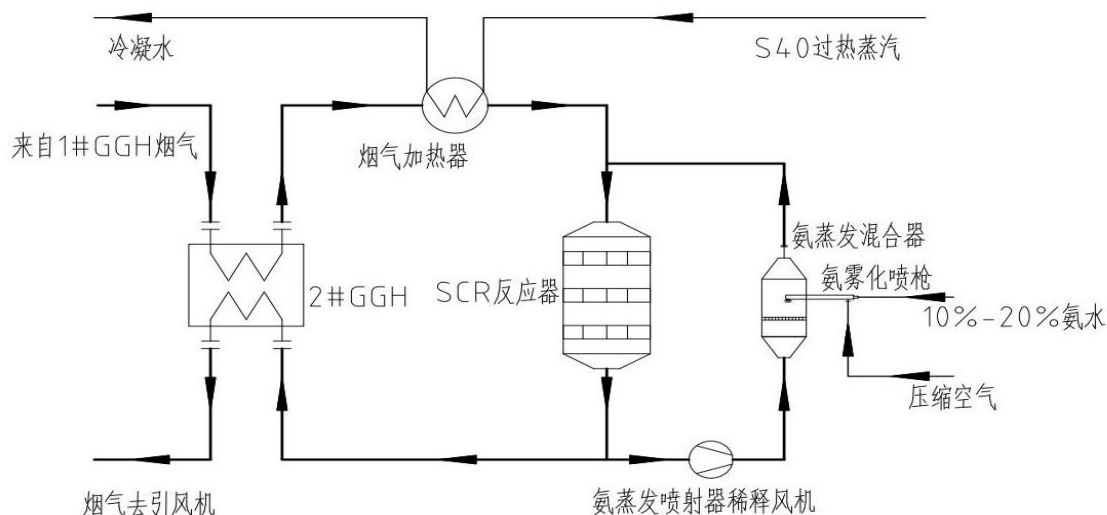 冷凝水
S40过热蒸汽
来自1#GGH烟气
烟气加热器
氨蒸发混合器
氨雾化喷枪
2#GGH
SCR反应器
10%-20%氨水
压缩空气
烟气去引风机
氨蒸发喷射器稀释风机